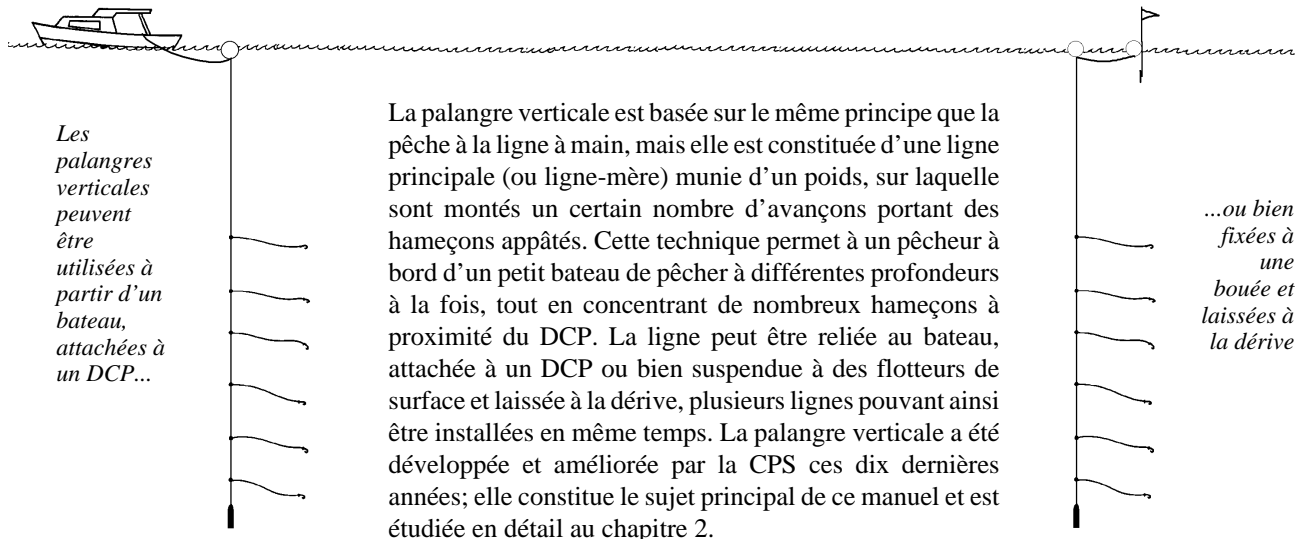 Les
palangres
verticales
peuvent
être
utilisées à
partir d'un
bateau,
attachées à
un DCP...
La palangre verticale est basée sur le même principe que la
pêche à la ligne à main, mais elle est constituée d'une ligne
principale (ou ligne-mère) munie d'un poids, sur laquelle
sont montés un certain nombre d'avançons portant des
hameçons appâtés. Cette technique permet à un pêcheur à
bord d'un petit bateau de pêcher à différentes profondeurs
à la fois, tout en concentrant de nombreux hameçons à
proximité du DCP. La ligne peut être reliée au bateau,
attachée à un DCP ou bien suspendue à des flotteurs de
surface et laissée à la dérive, plusieurs lignes pouvant ainsi
être installées en même temps. La palangre verticale a été
développée et améliorée par la CPS ces dix dernières
années; elle constitue le sujet principal de ce manuel et est
étudiée en détail au chapitre 2.
...ou bien
fixées à
une
bouée et
laissées à
la dérive